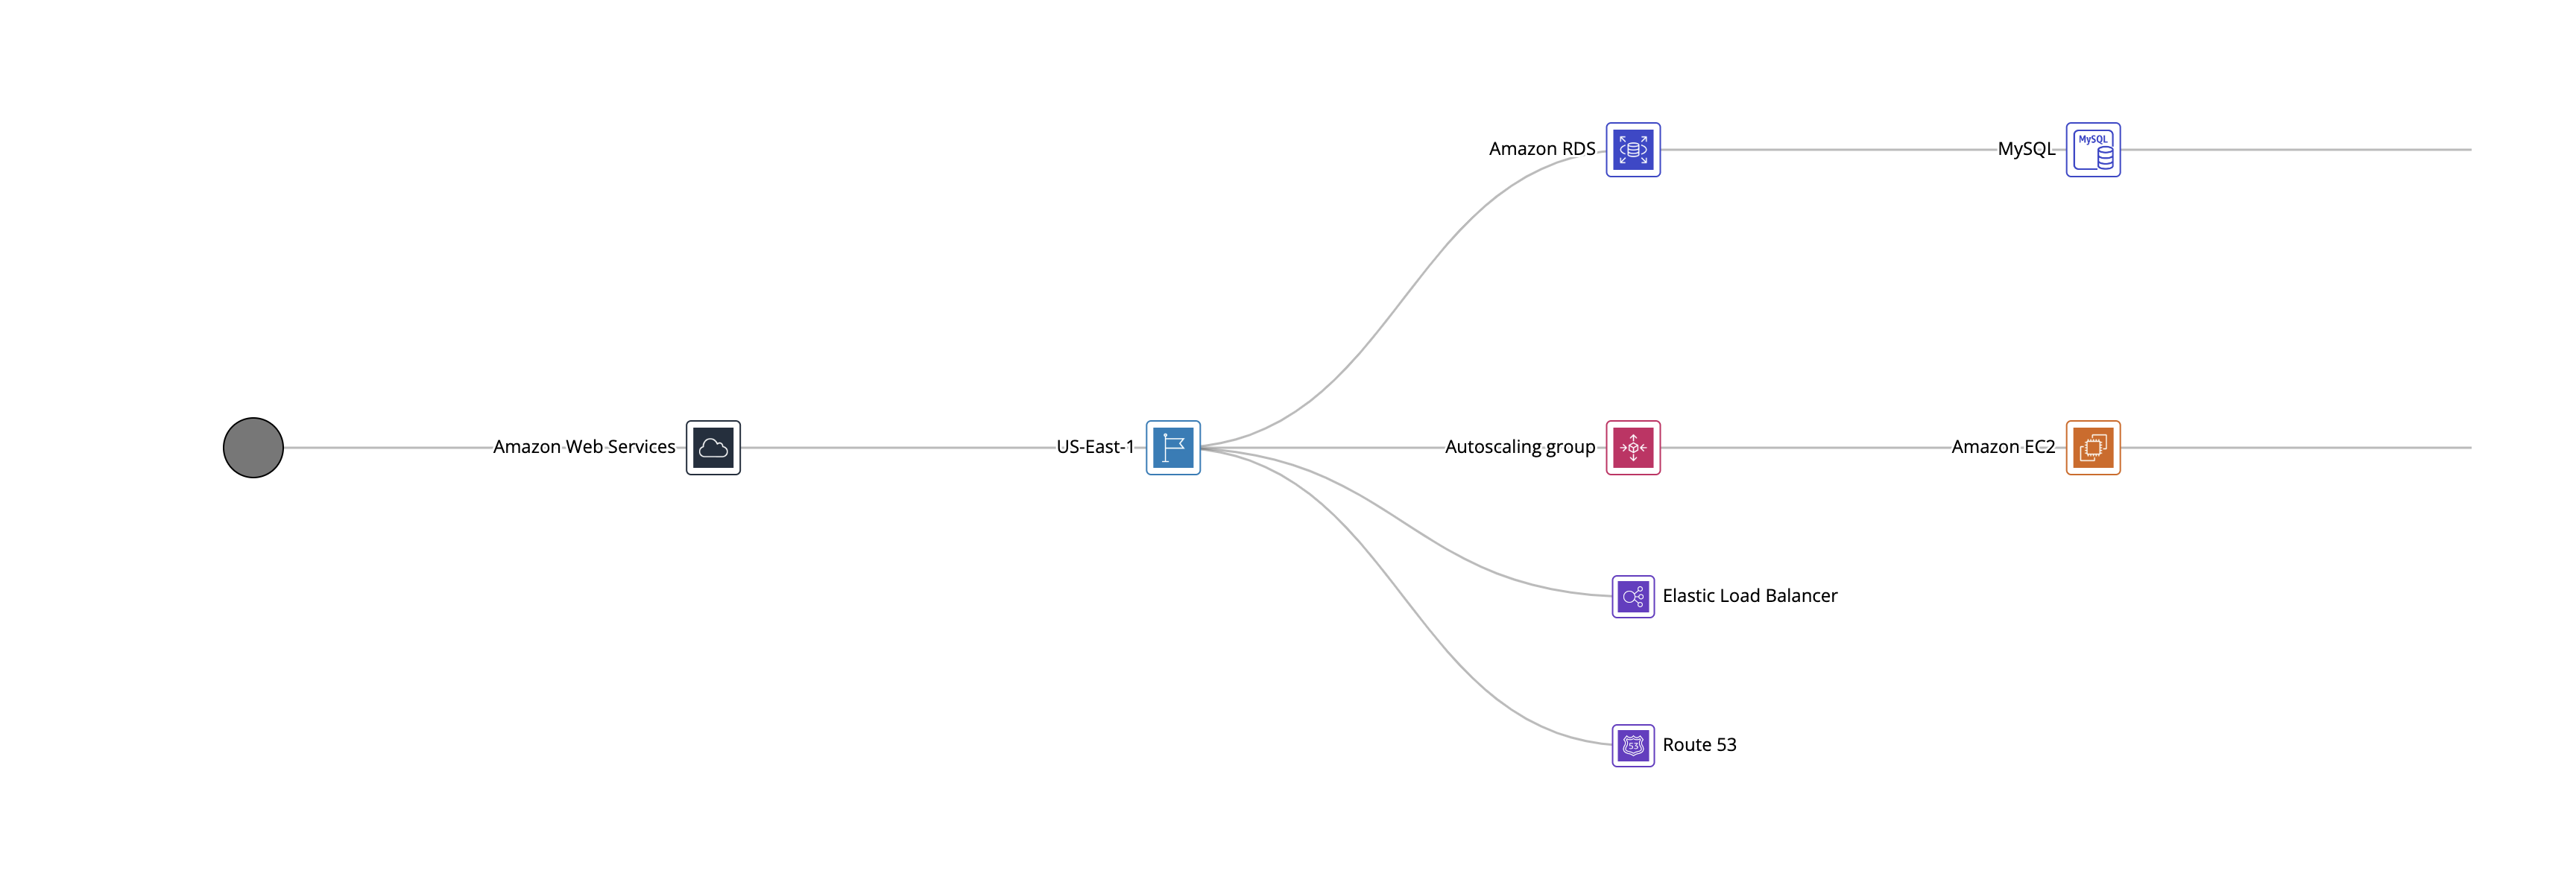 Amazon RDS
MySQL
MySQL
Amazon Web Services
US-East-1
Autoscaling group
Amazon EC2
Elastic Load Balancer
53
Route 53